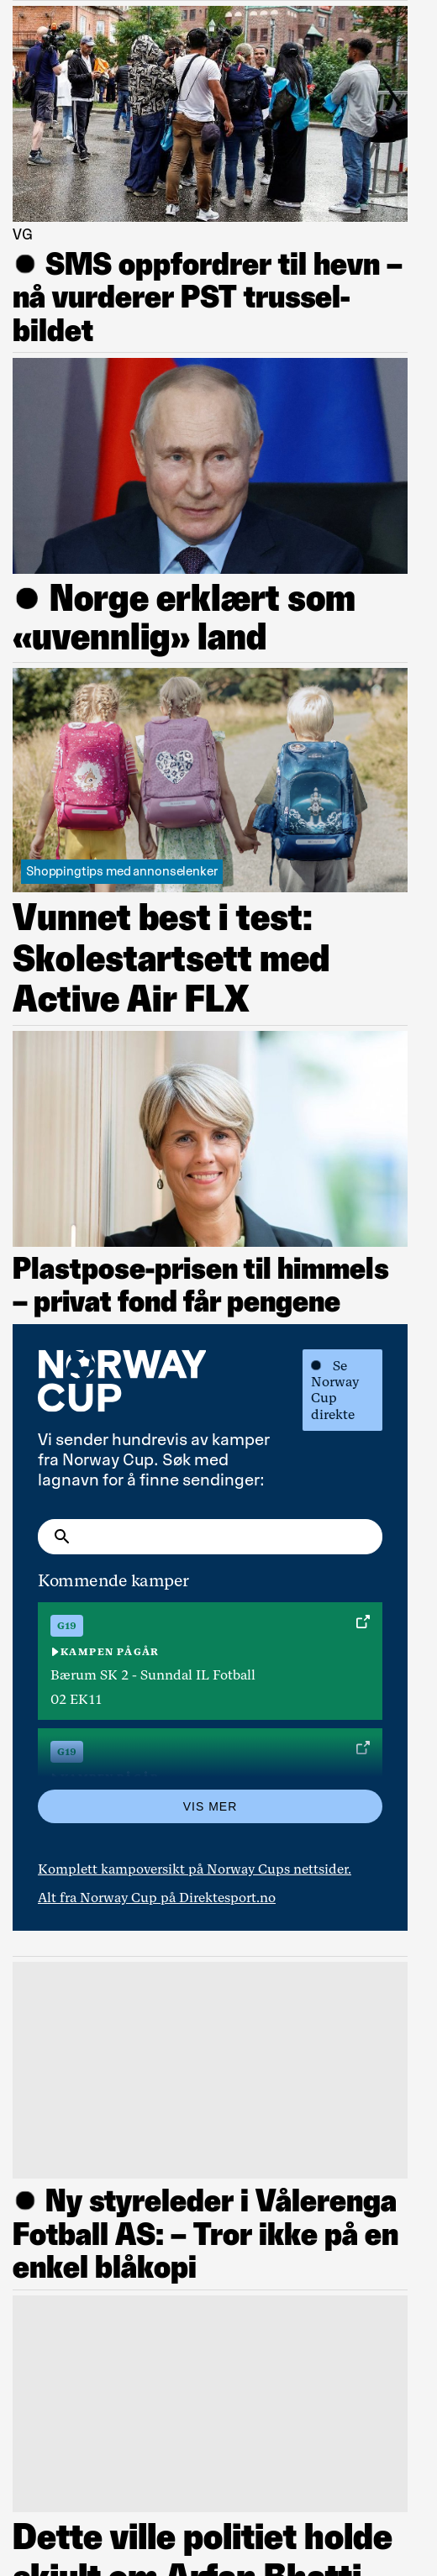 VG
SMS oppfordrer til hevn –
nå vurderer PST trussel-
bildet
Norge erklært som
«uvennlig» land
Shoppingtips med annonselenker
Vunnet best i test:
Skolestartsett med
Active Air FLX
Plastpose-prisen til himmels
– privat fond får pengene
NORWAY
CUP
Se
Norway
Cup
direkte
Vi sender hundrevis av kamper
fra Norway Cup. Søk med
lagnavn for å finne sendinger:
Kommende kamper
G19
KAMPEN PÅGÅR
Bærum SK 2 - Sunndal IL Fotball
02 EK11
G19
VIS MER
Komplett kampoversikt på Norway Cups nettsider.
Alt fra Norway Cup på Direktesport.no
Ny styreleder i Vålerenga
Fotball AS: – Tror ikke på en
enkel blåkopi
Dette ville politiet holde
skjult om Arfan Bhatti